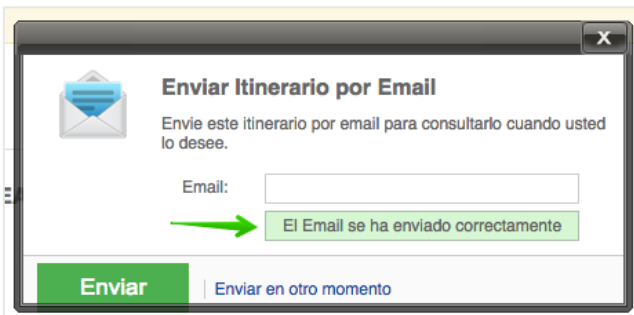 X
Enviar Itinerario por Email
Envie este itinerario por email para consultarlo cuando usted
lo desee.
Email:
El Email se ha enviado correctamente
Enviar
Enviar en otro momento